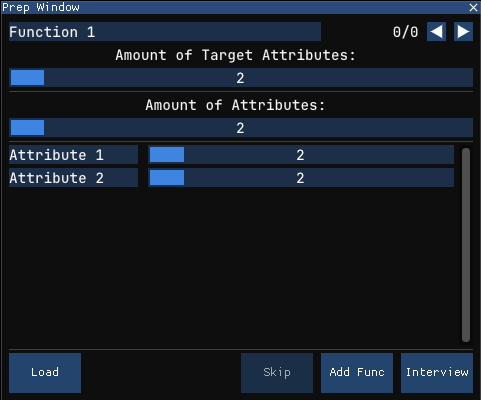 Prep Window
Function 1 0/0
Amount of Target Attributes:
2
Amount of Attributes:
2
Attribute 1 2
Attribute 2 2
Load Skip Add Func Interview